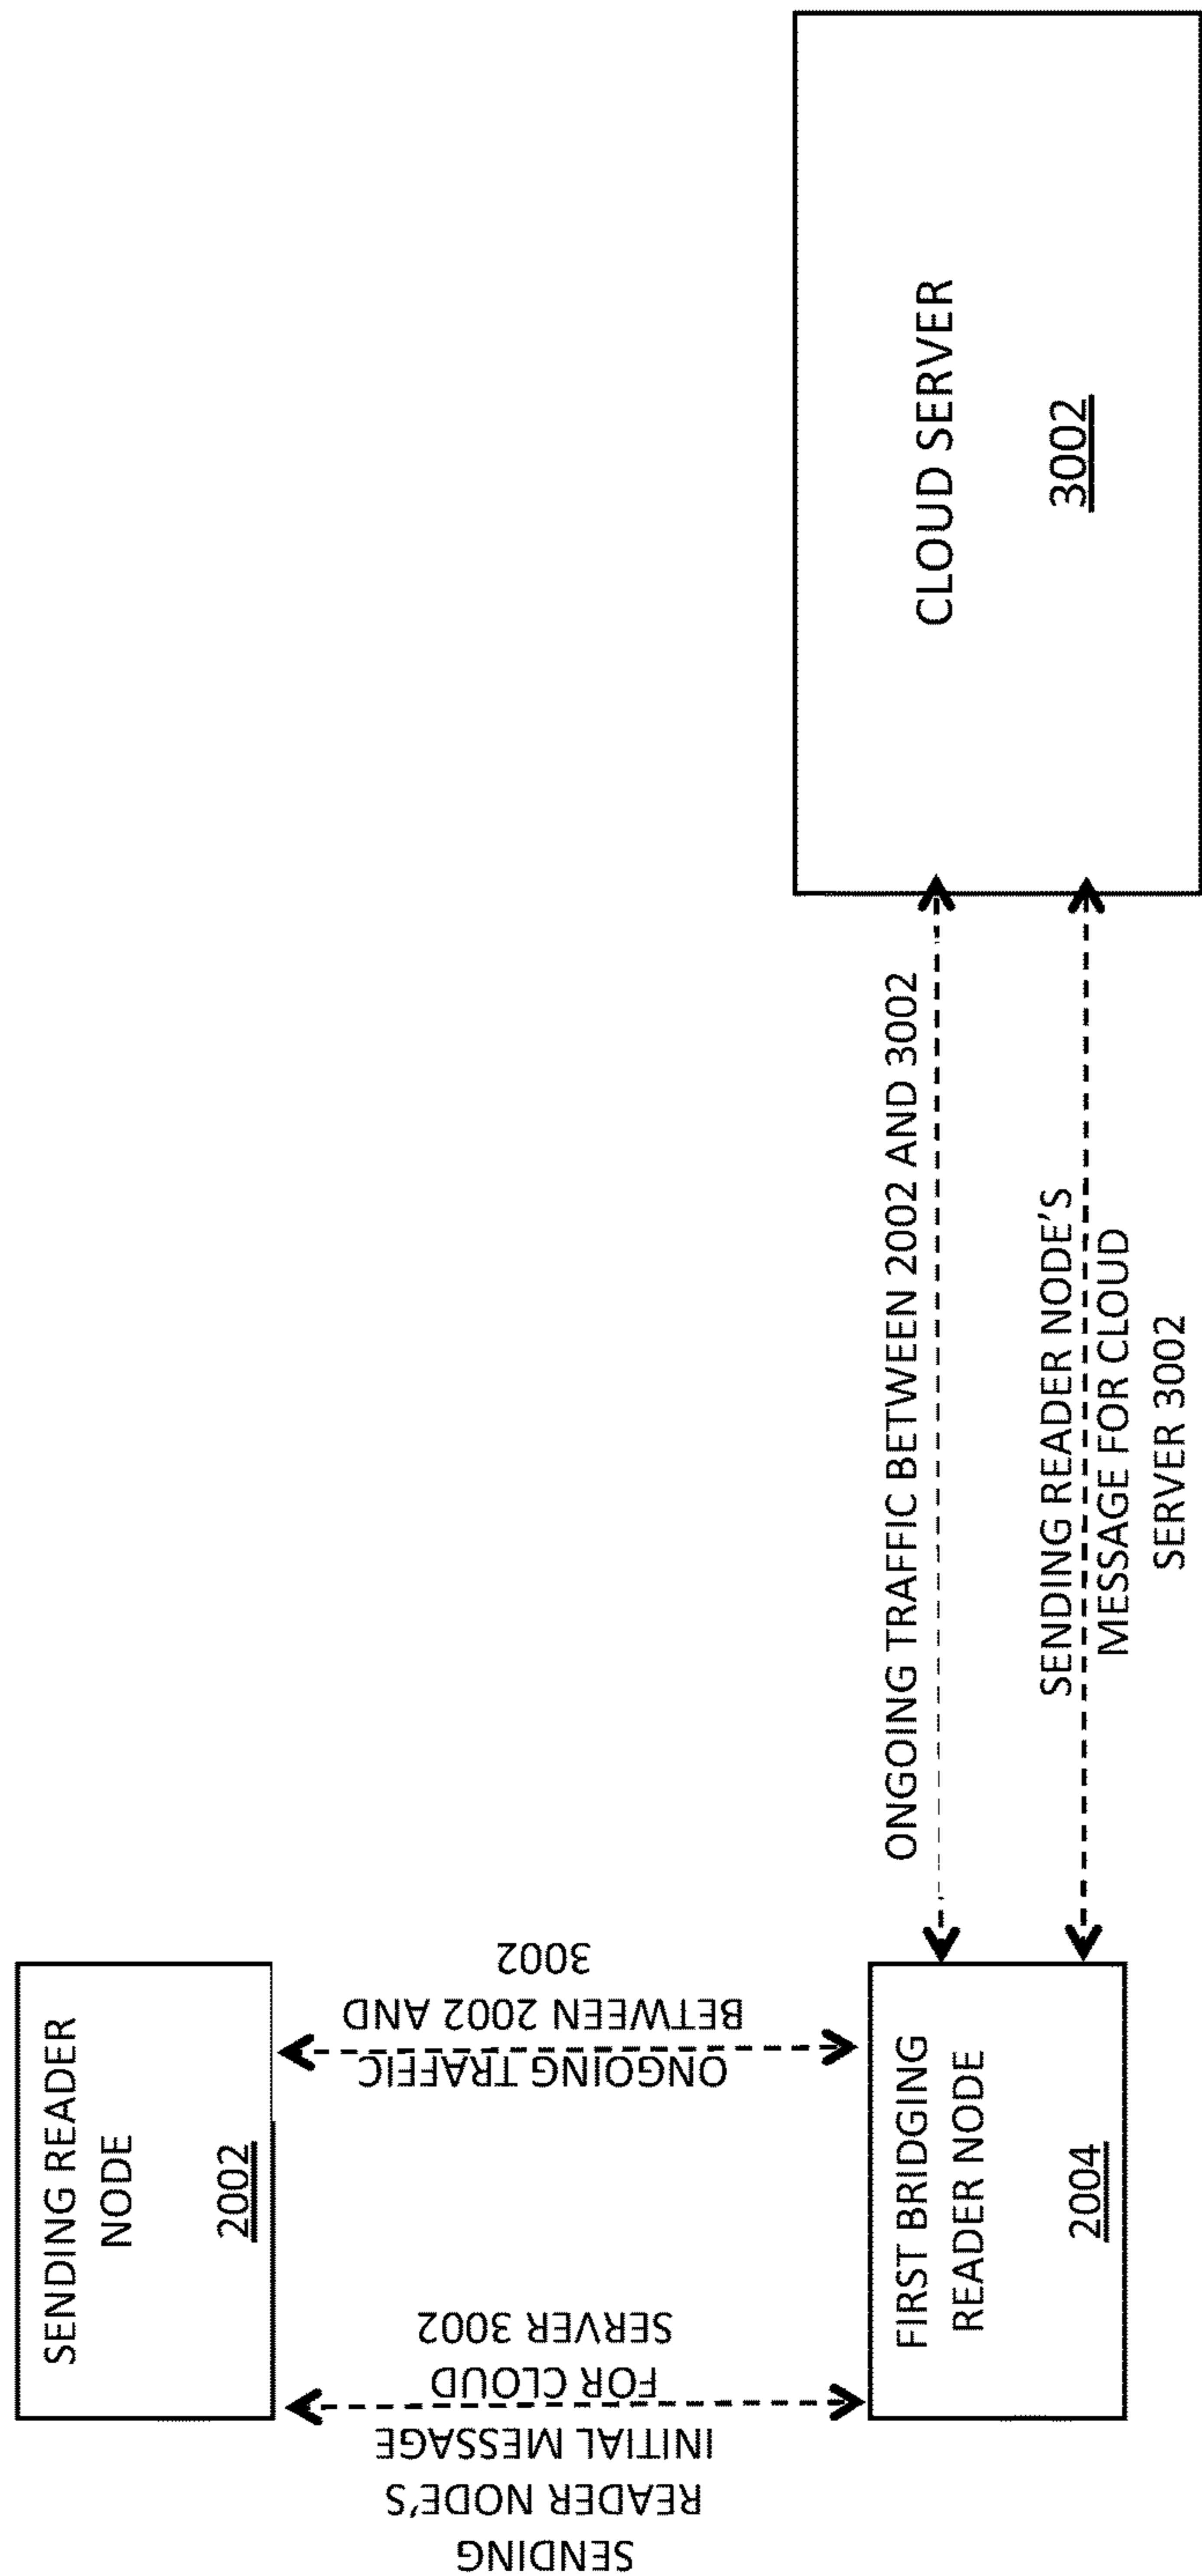 SENDING READER
NODE
2002
SENDING
READER NODE'S
INITIAL MESSAGE
FOR CLOUD
SERVER 3002
ONGOING TRAFFIC
BETWEEN 2002 AND
3002
FIRST BRIDGING
READER NODE
2004
ONGOING TRAFFIC BETWEEN 2002 AND 3002
SENDING READER NODE'S
MESSAGE FOR CLOUD
SERVER 3002
CLOUD SERVER
3002